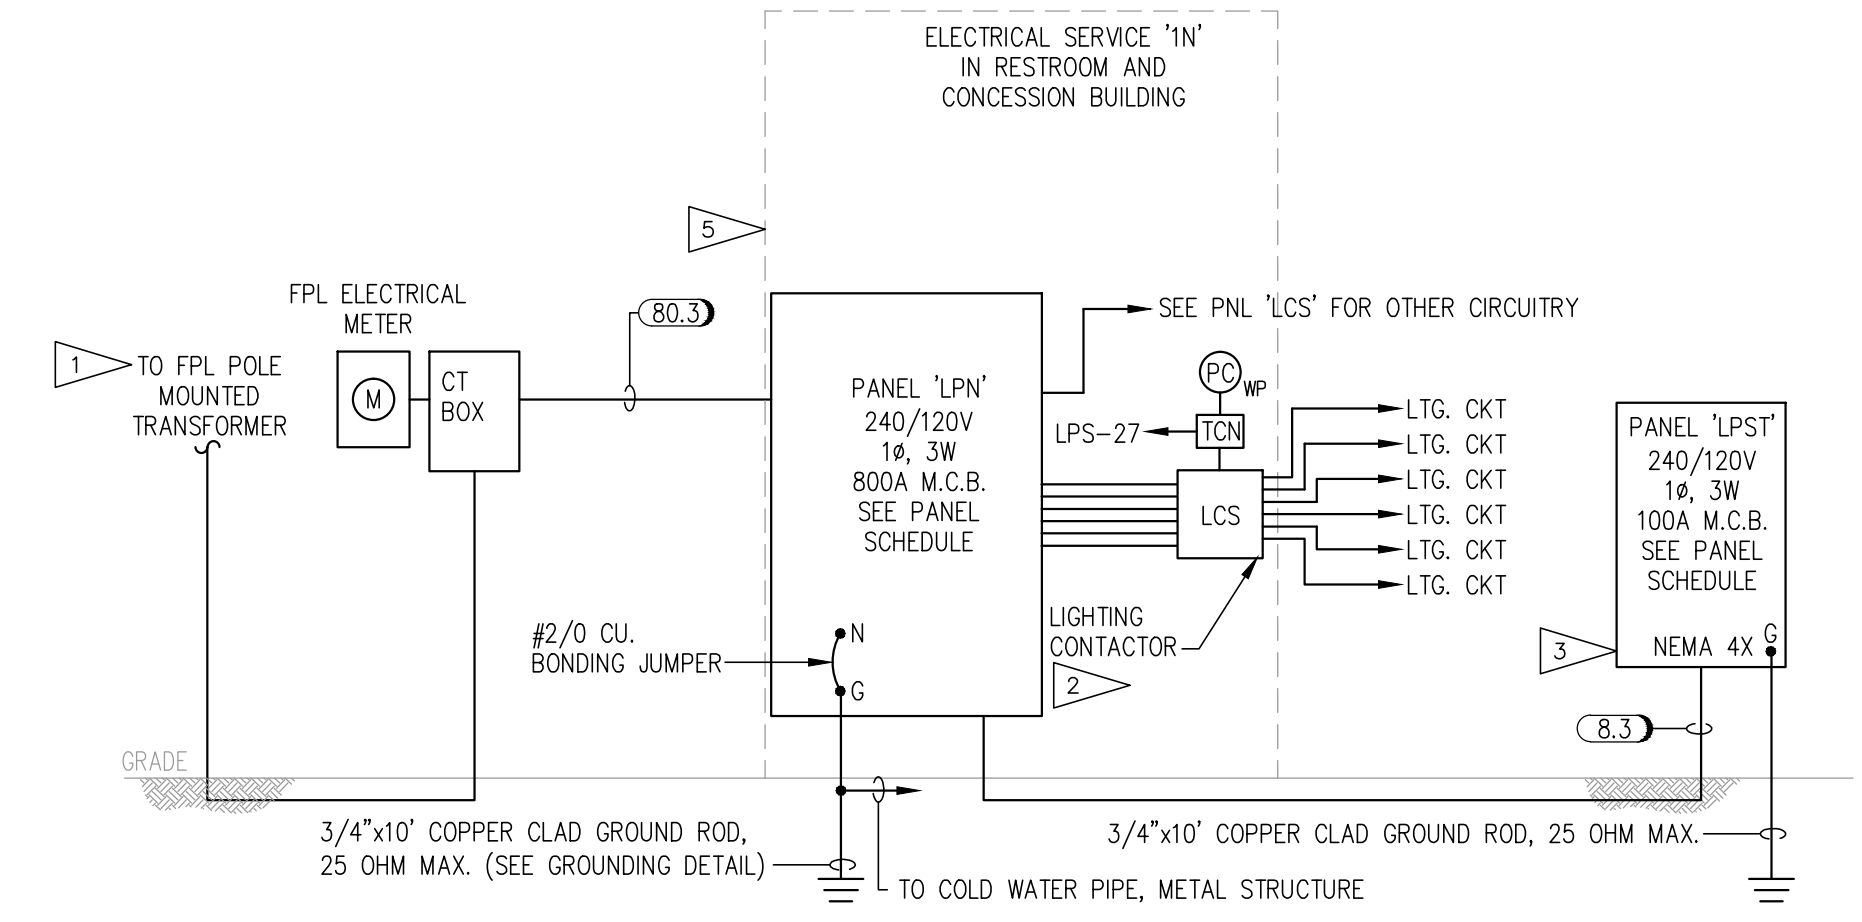 ELECTRICAL SERVICE '1N'
IN RESTROOM AND
CONCESSION BUILDING
5
FPL ELECTRICAL
METER
80.3
SEE PNL 'LCS' FOR OTHER CIRCUITRY
1
TO FPL POLE
MOUNTED
TRANSFORMER
M
CT
BOX
PANEL 'LPN'
240/120V
1ø, 3W
800A M.C.B.
SEE PANEL
SCHEDULE
PC
WP
LPS-27
TCN
LCS
LTG. CKT
LTG. CKT
LTG. CKT
LTG. CKT
LTG. CKT
LTG. CKT
PANEL 'LPST'
240/120V
1ø, 3W
100A M.C.B.
SEE PANEL
SCHEDULE
NEMA 4X
G
3
LIGHTING
CONTACTOR
2
#2/0 CU.
BONDING JUMPER
N
G
8.3
GRADE
3/4"x10' COPPER CLAD GROUND ROD,
25 OHM MAX. (SEE GROUNDING DETAIL)
3/4"x10' COPPER CLAD GROUND ROD, 25 OHM MAX.
TO COLD WATER PIPE, METAL STRUCTURE